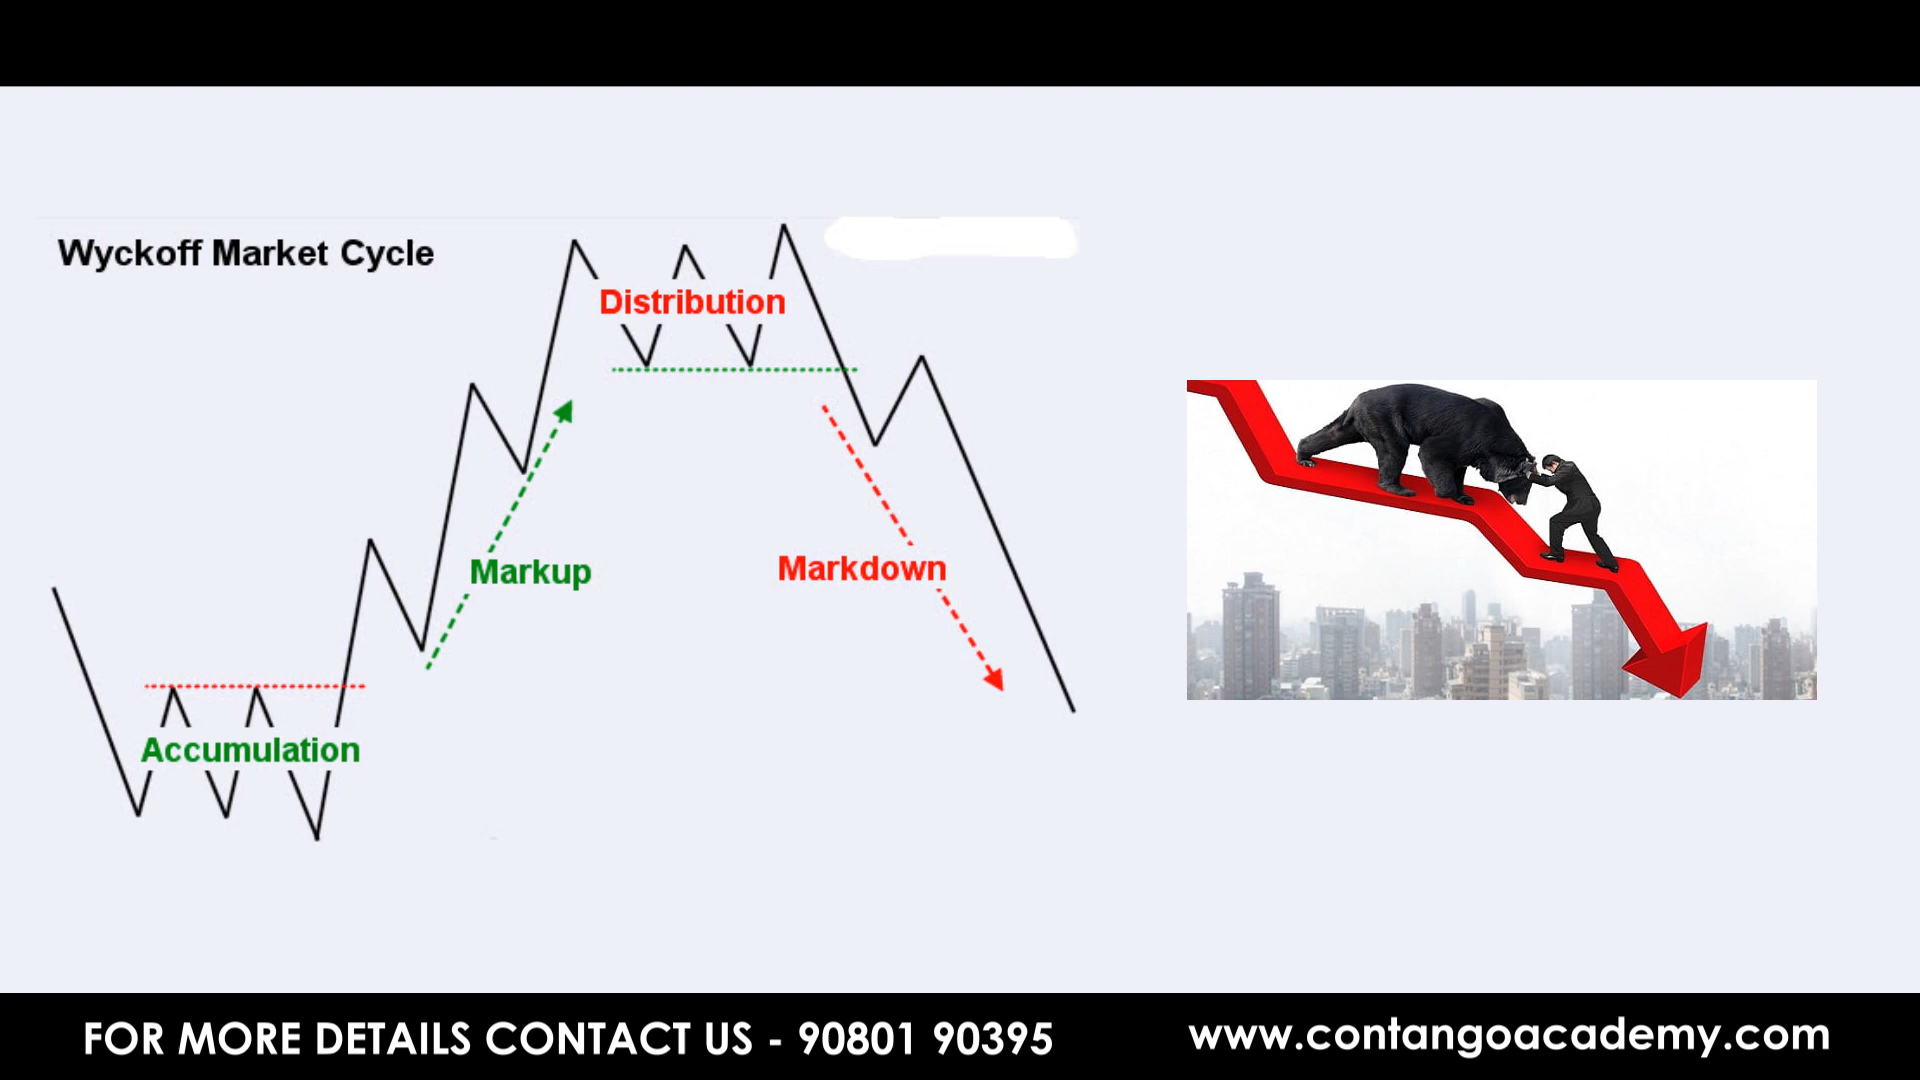 Wyckoff Market Cycle
Distribution
Markup
Markdown
Accumulation
FOR MORE DETAILS CONTACT US - 90801 90395
www.contangoacademy.com